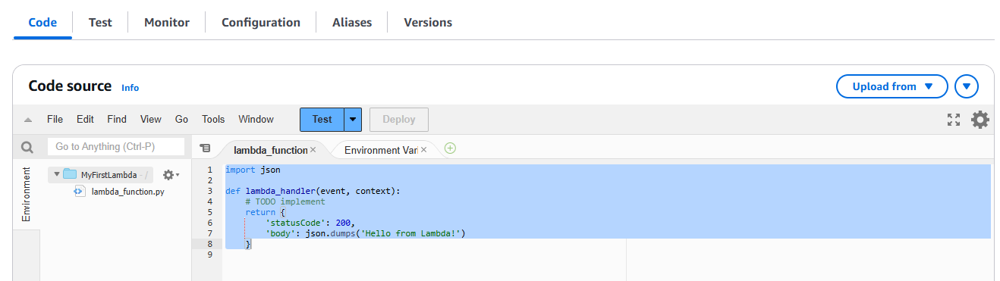 Code Test Monitor Configuration Aliases Versions
Code source Info Upload from
File Edit Find View Go Tools Window Test Deploy
Go to Anything (Ctrl-P) lambda_function Environment Vari
Environment
MyFirstLambda - /
lambda_function.py
1 import json
2
3 def lambda_handler(event, context):
4 # TODO implement
5 return {
6 'statusCode': 200,
7 'body': json.dumps('Hello from Lambda!')
8 }
9